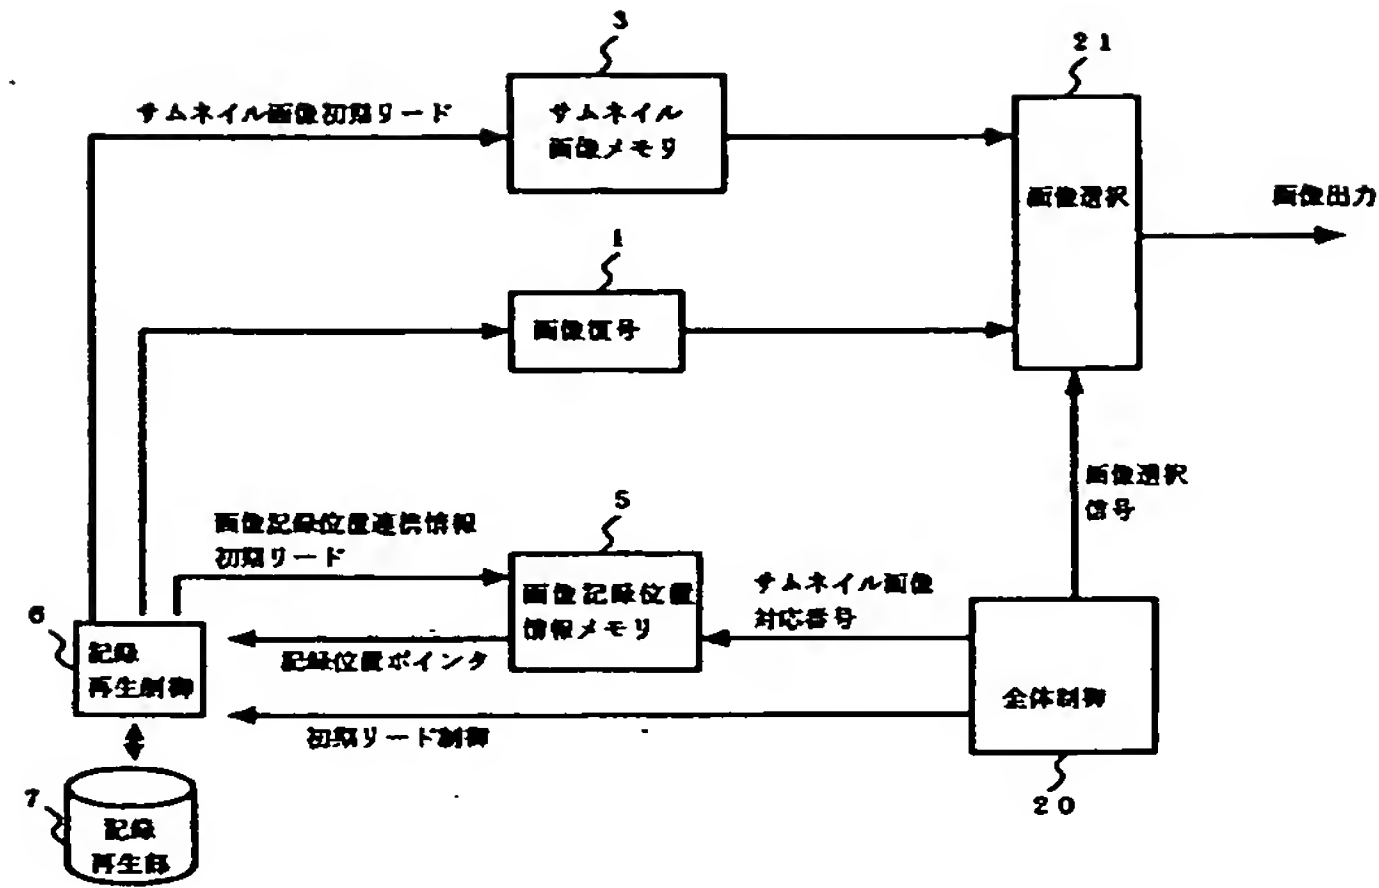 3
サムネイル画像初期リード
サムネイル
画像メモリ
21
画像選択
画像出力
1
画像復号
画像選択
信号
画像記録位置連携情報
初期リード
5
画像記録位置
情報メモリ
サムネイル画像
対応番号
6
記録
再生制御
記録位置ポインタ
全体制御
初期リード制御
20
7
記録
再生部